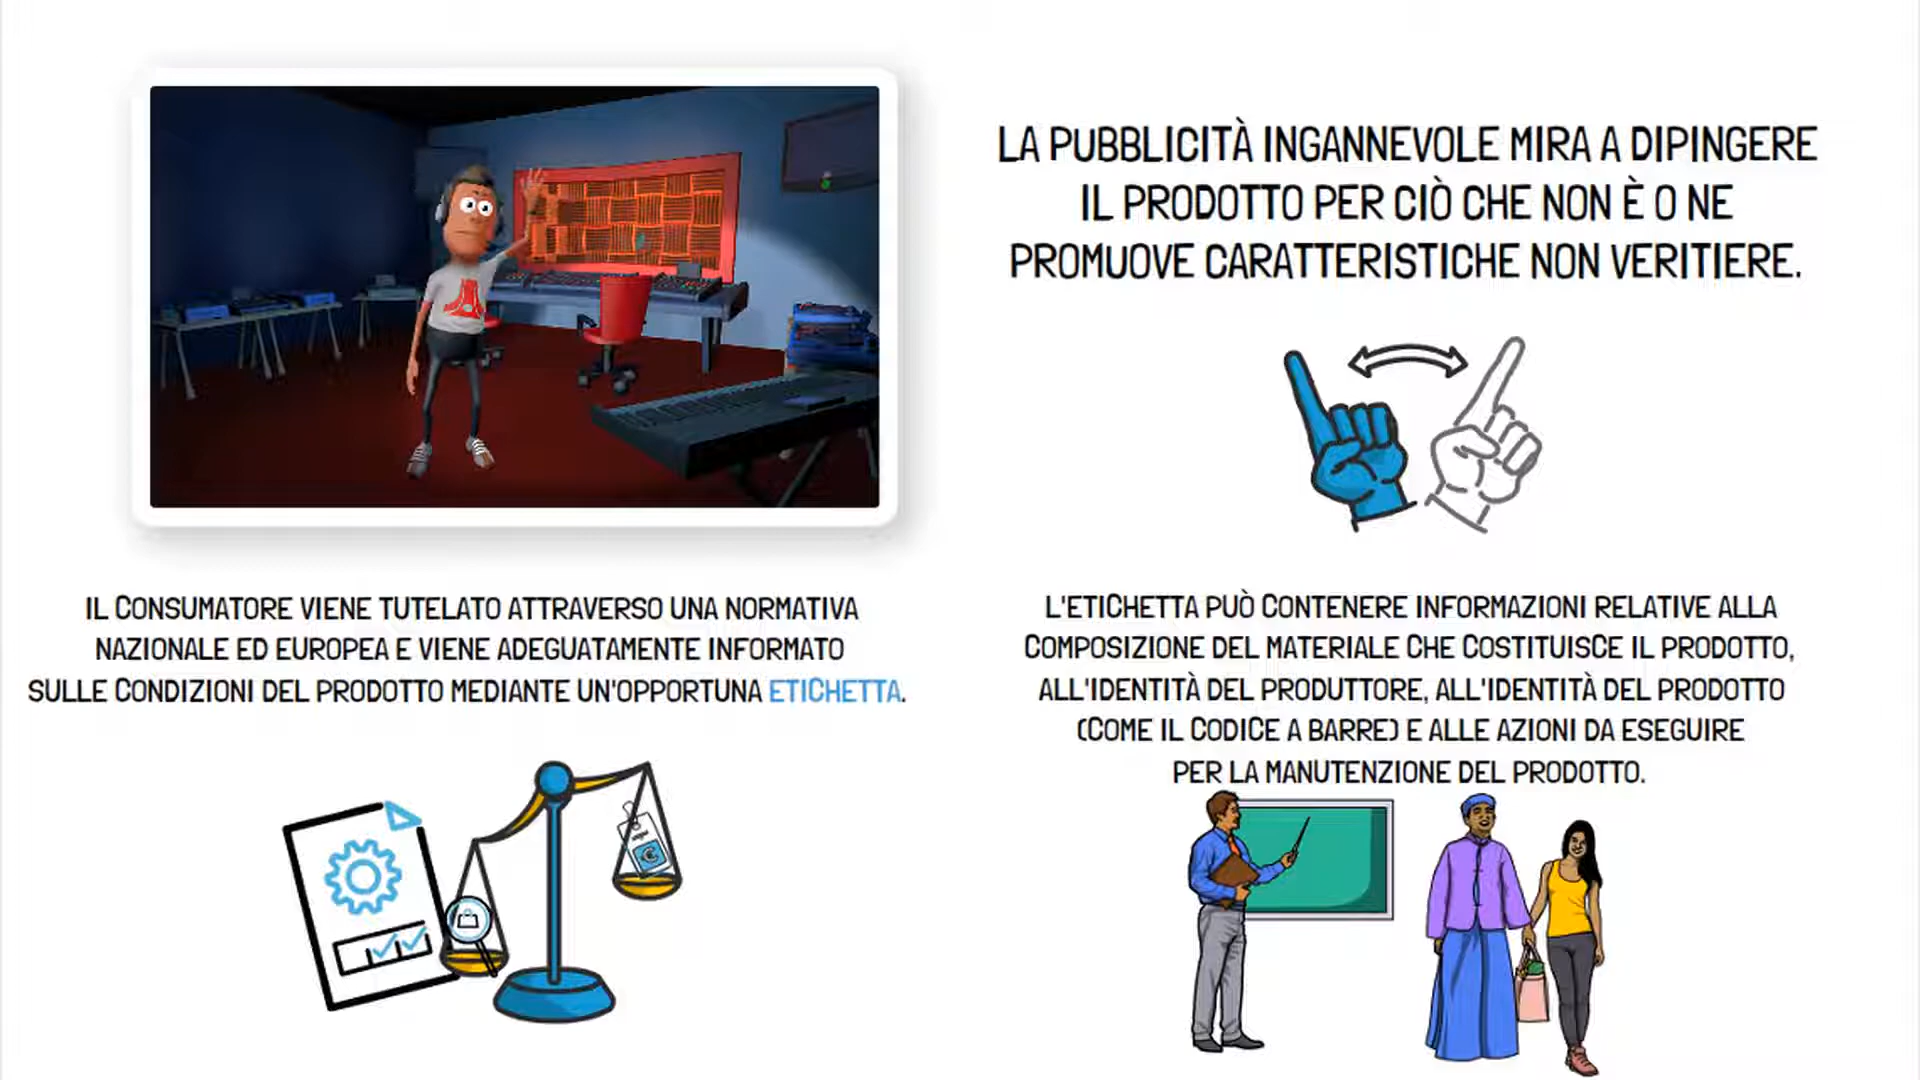 LA PUBBLICITÀ INGANNEVOLE MIRA A DIPINGERE
IL PRODOTTO PER CIÒ CHE NON È O NE
PROMUOVE CARATTERISTICHE NON VERITIERE.
IL CONSUMATORE VIENE TUTELATO ATTRAVERSO UNA NORMATIVA
NAZIONALE ED EUROPEA E VIENE ADEGUATAMENTE INFORMATO
SULLE CONDIZIONI DEL PRODOTTO MEDIANTE UN'OPPORTUNA ETICHETTA.
L'ETICHETTA PUÒ CONTENERE INFORMAZIONI RELATIVE ALLA
COMPOSIZIONE DEL MATERIALE CHE COSTITUISCE IL PRODOTTO,
ALL'IDENTITÀ DEL PRODUTTORE, ALL'IDENTITÀ DEL PRODOTTO
(COME IL CODICE A BARRE) E ALLE AZIONI DA ESEGUIRE
PER LA MANUTENZIONE DEL PRODOTTO.